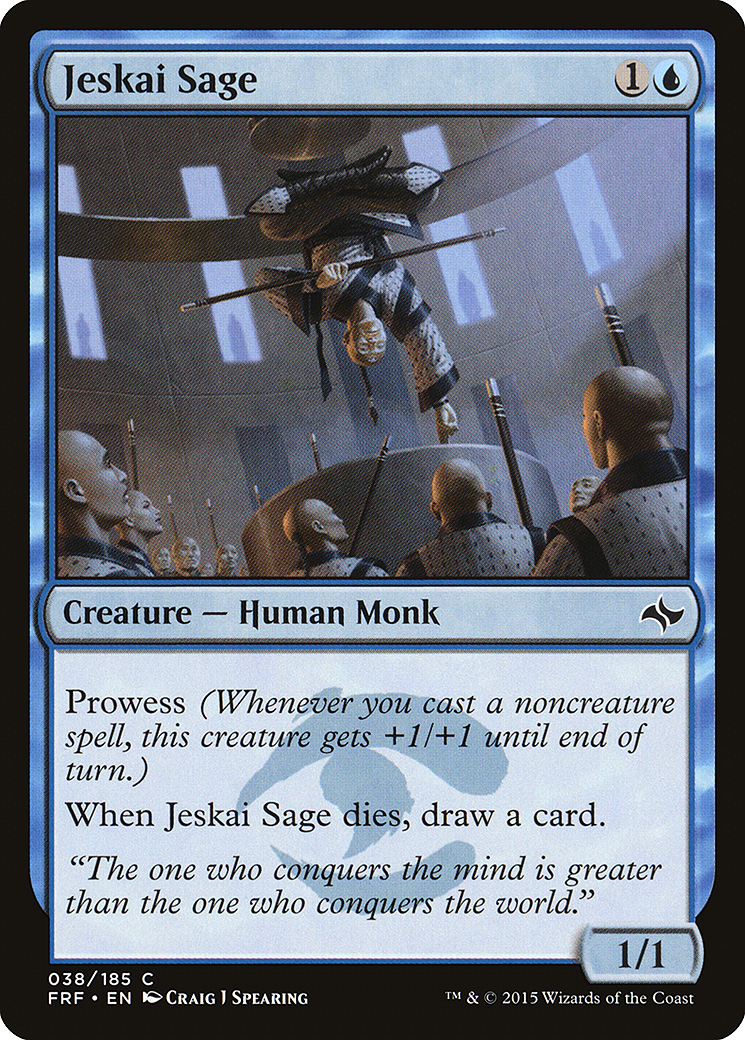 Jeskai Sage 1
Creature — Human Monk
Prowess (Whenever you cast a noncreature
spell, this creature gets +1/+1 until end of
turn.)
When Jeskai Sage dies, draw a card.
“The one who conquers the mind is greater
than the one who conquers the world.”
1/1
038/185 C
FRF • EN Craig J Spearing
™ & © 2015 Wizards of the Coast